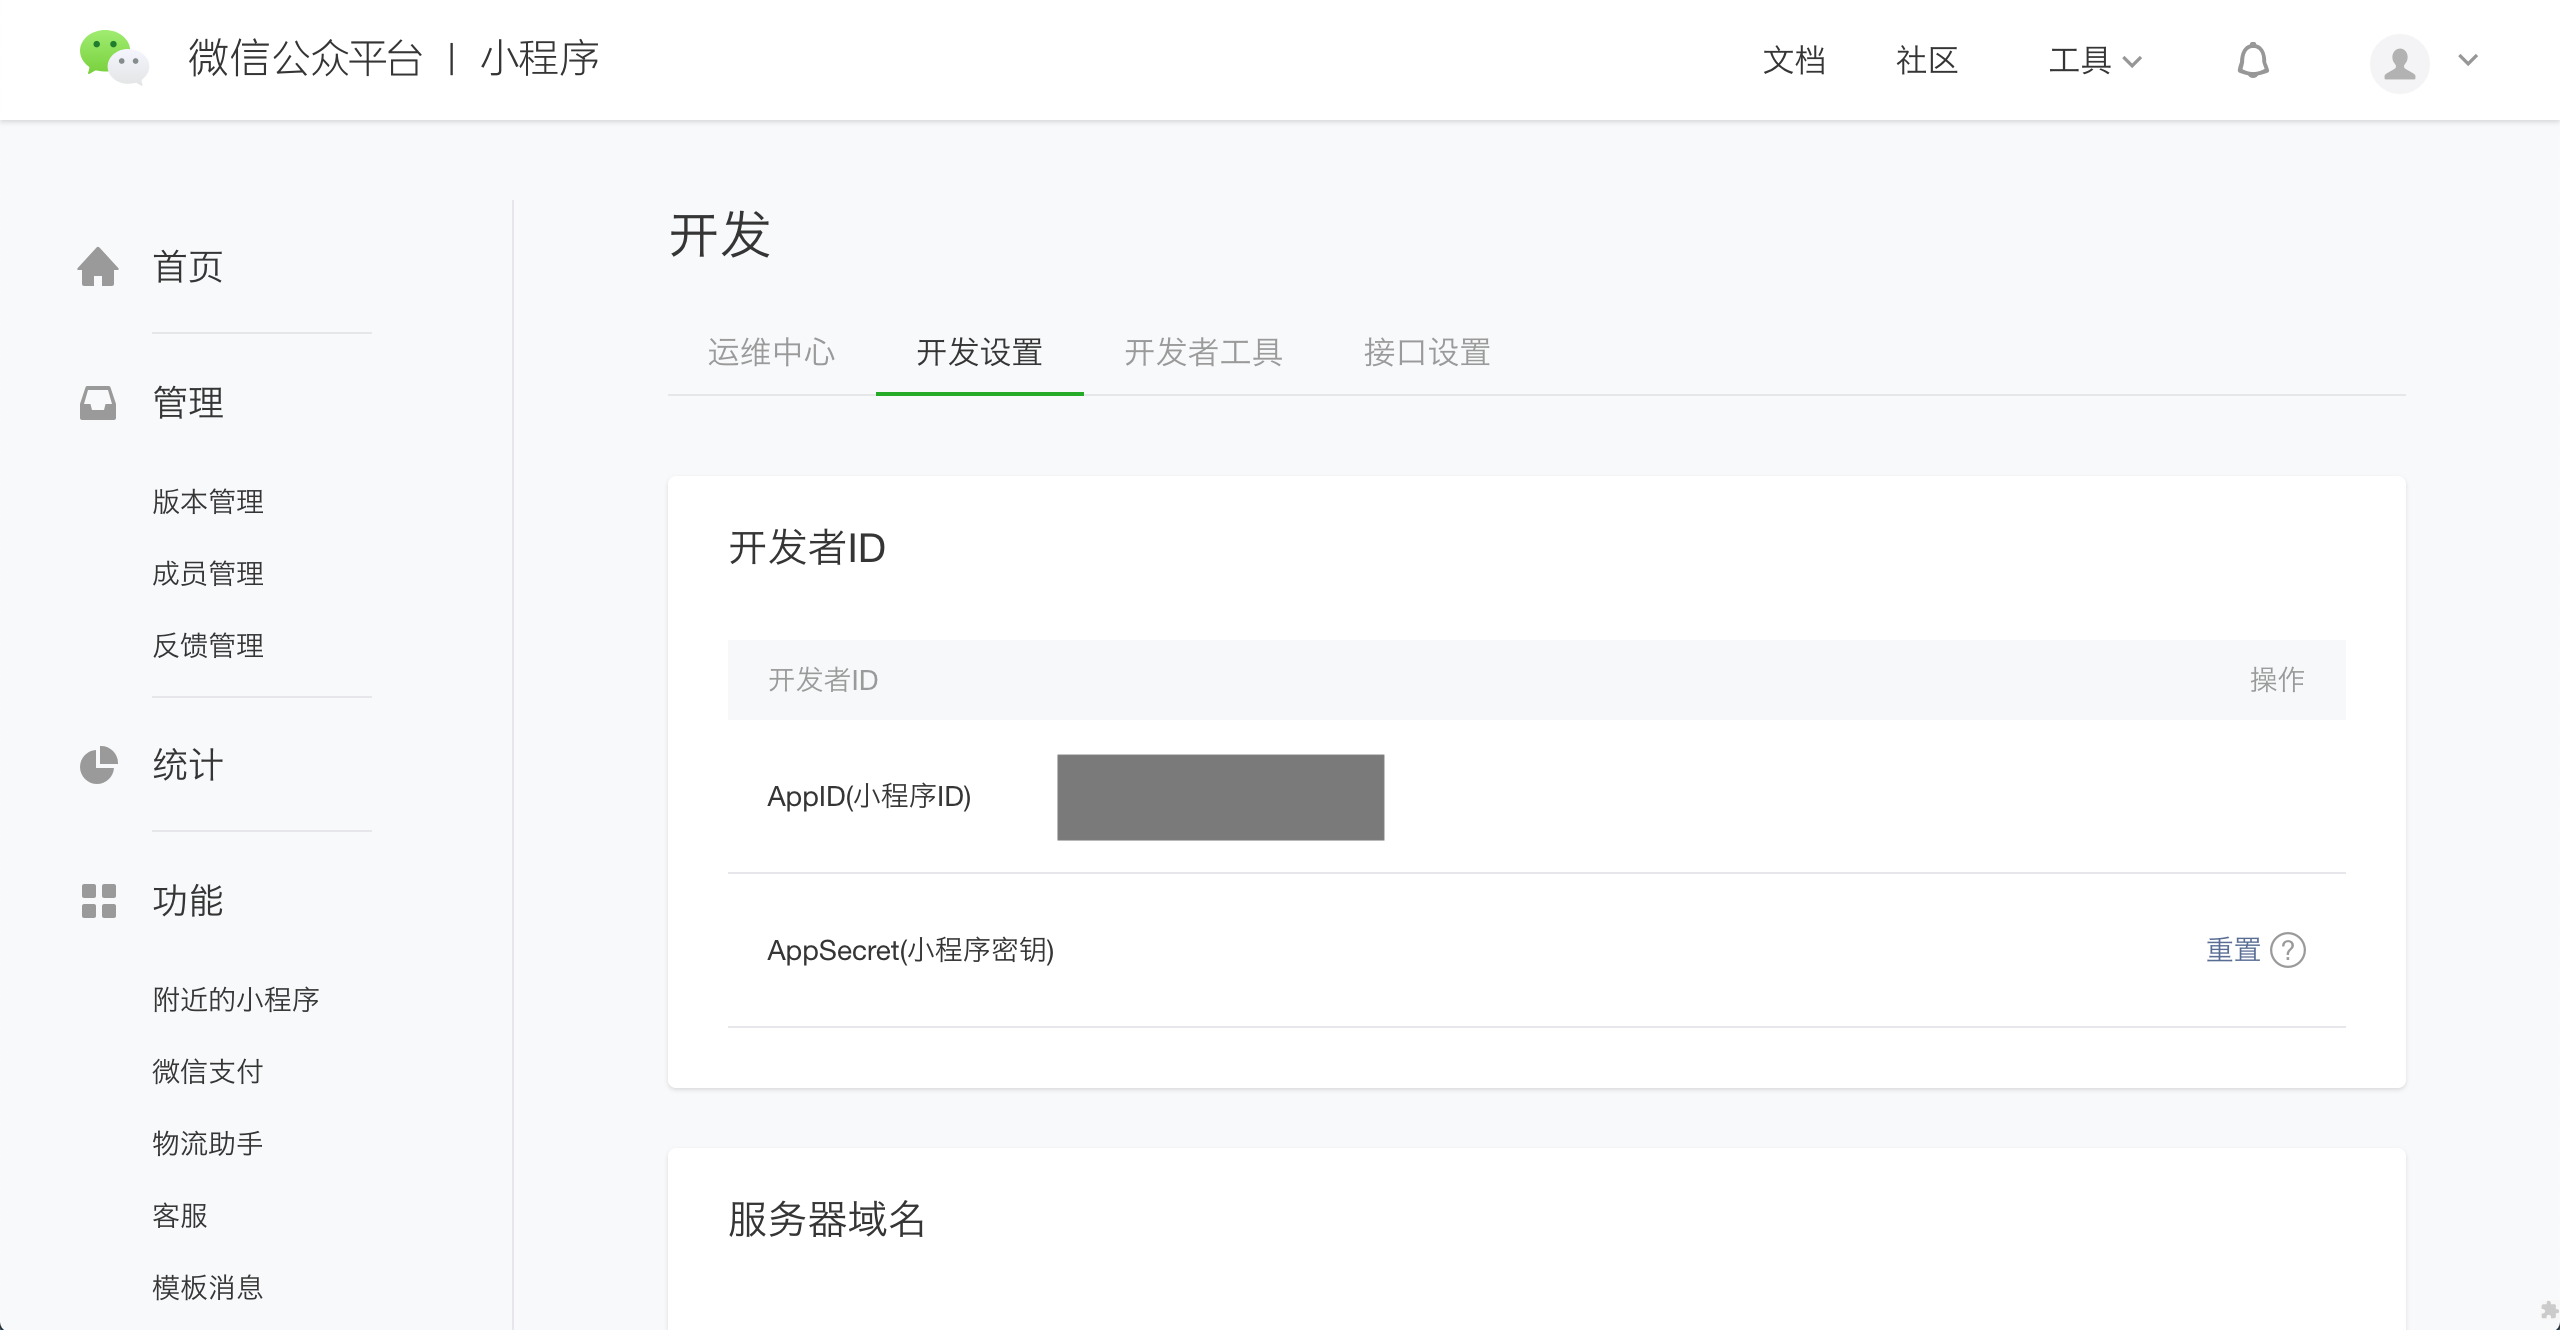 微信公众平台 | 小程序
文档 社区 工具
首页
管理
版本管理
成员管理
反馈管理
统计
功能
附近的小程序
微信支付
物流助手
客服
模板消息
开发
运维中心 开发设置 开发者工具 接口设置
开发者ID
开发者ID 操作
AppID(小程序ID)
AppSecret(小程序密钥) 重置 ?
服务器域名